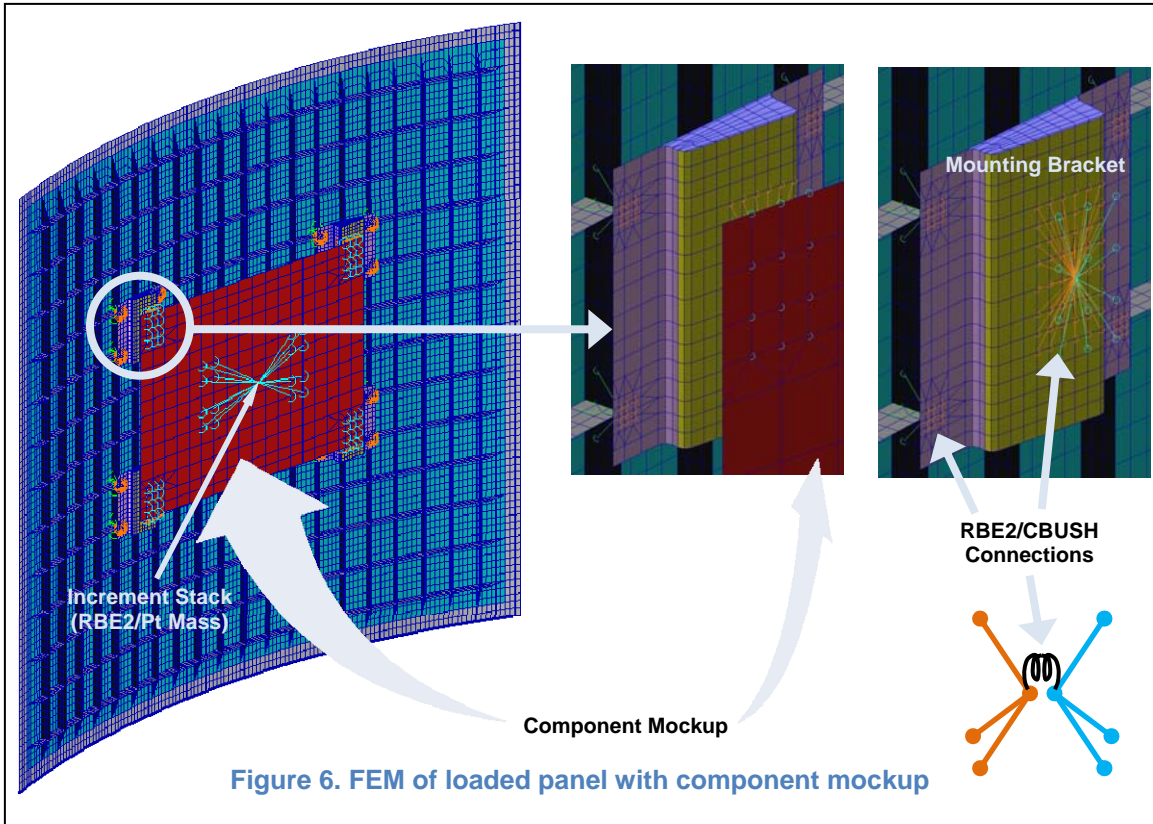 Mounting Bracket
RBE2/CBUSH
Connections
Increment Stack
(RBE2/Pt Mass)
Component Mockup
Figure 6. FEM of loaded panel with component mockup